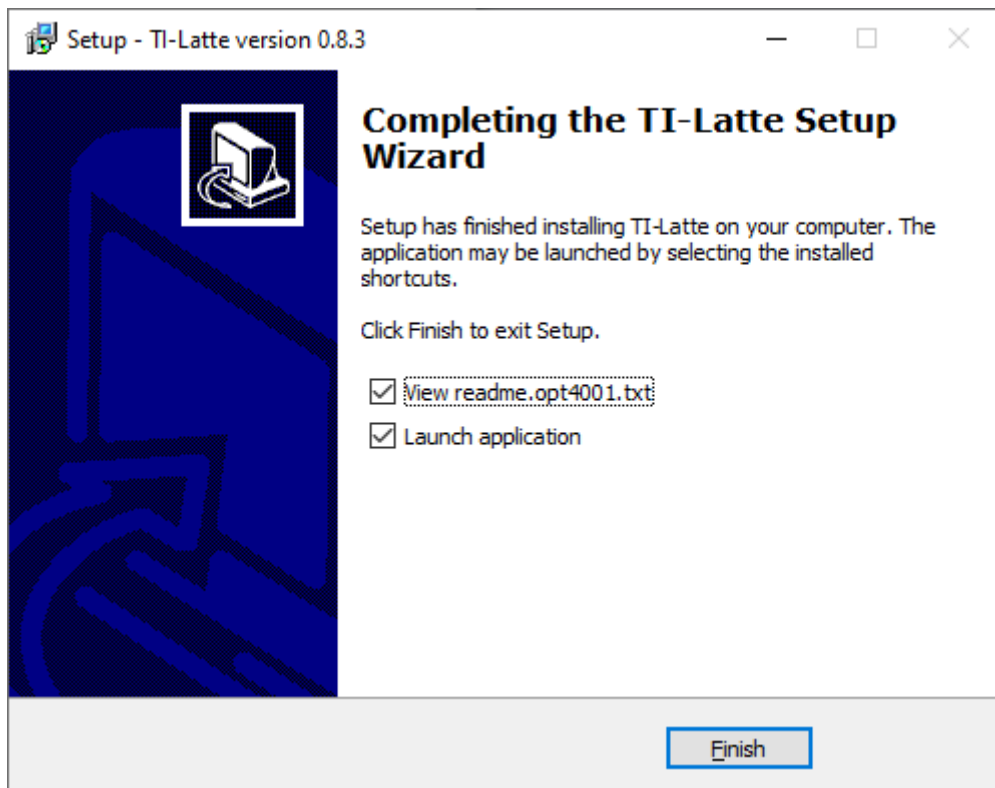 Setup - TI-Latte version 0.8.3
Completing the TI-Latte Setup
Wizard
Setup has finished installing TI-Latte on your computer. The
application may be launched by selecting the installed
shortcuts.
Click Finish to exit Setup.
View readme.opt4001.txt
Launch application
Finish